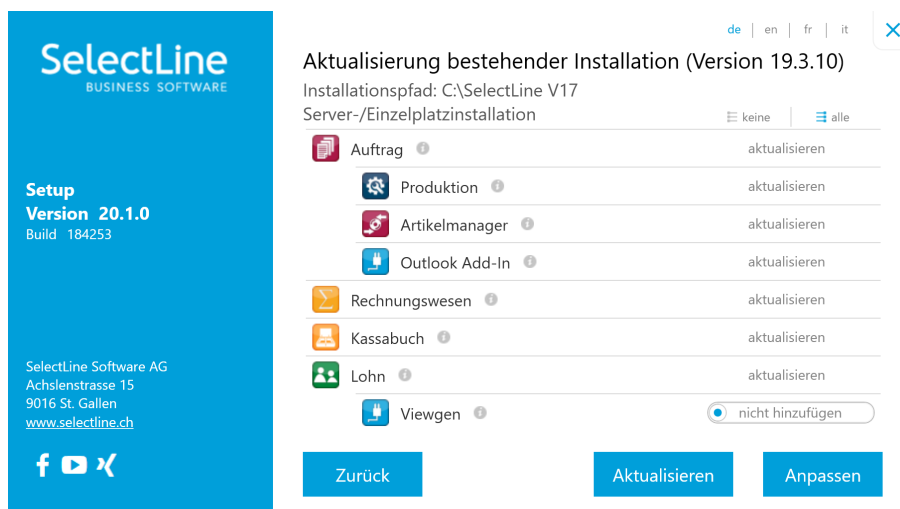 SelectLine
BUSINESS SOFTWARE
Setup
Version 20.1.0
Build 184253
SelectLine Software AG
Achslenstrasse 15
9016 St. Gallen
www.selectline.ch
de | en | fr | it
Aktualisierung bestehender Installation (Version 19.3.10)
Installationspfad: C:\SelectLine V17
Server-/Einzelplatzinstallation
keine | alle
Auftrag aktualisieren
Produktion aktualisieren
Artikelmanager aktualisieren
Outlook Add-In aktualisieren
Rechnungswesen aktualisieren
Kassabuch aktualisieren
Lohn aktualisieren
Viewgen nicht hinzufügen
Zurück Aktualisieren Anpassen